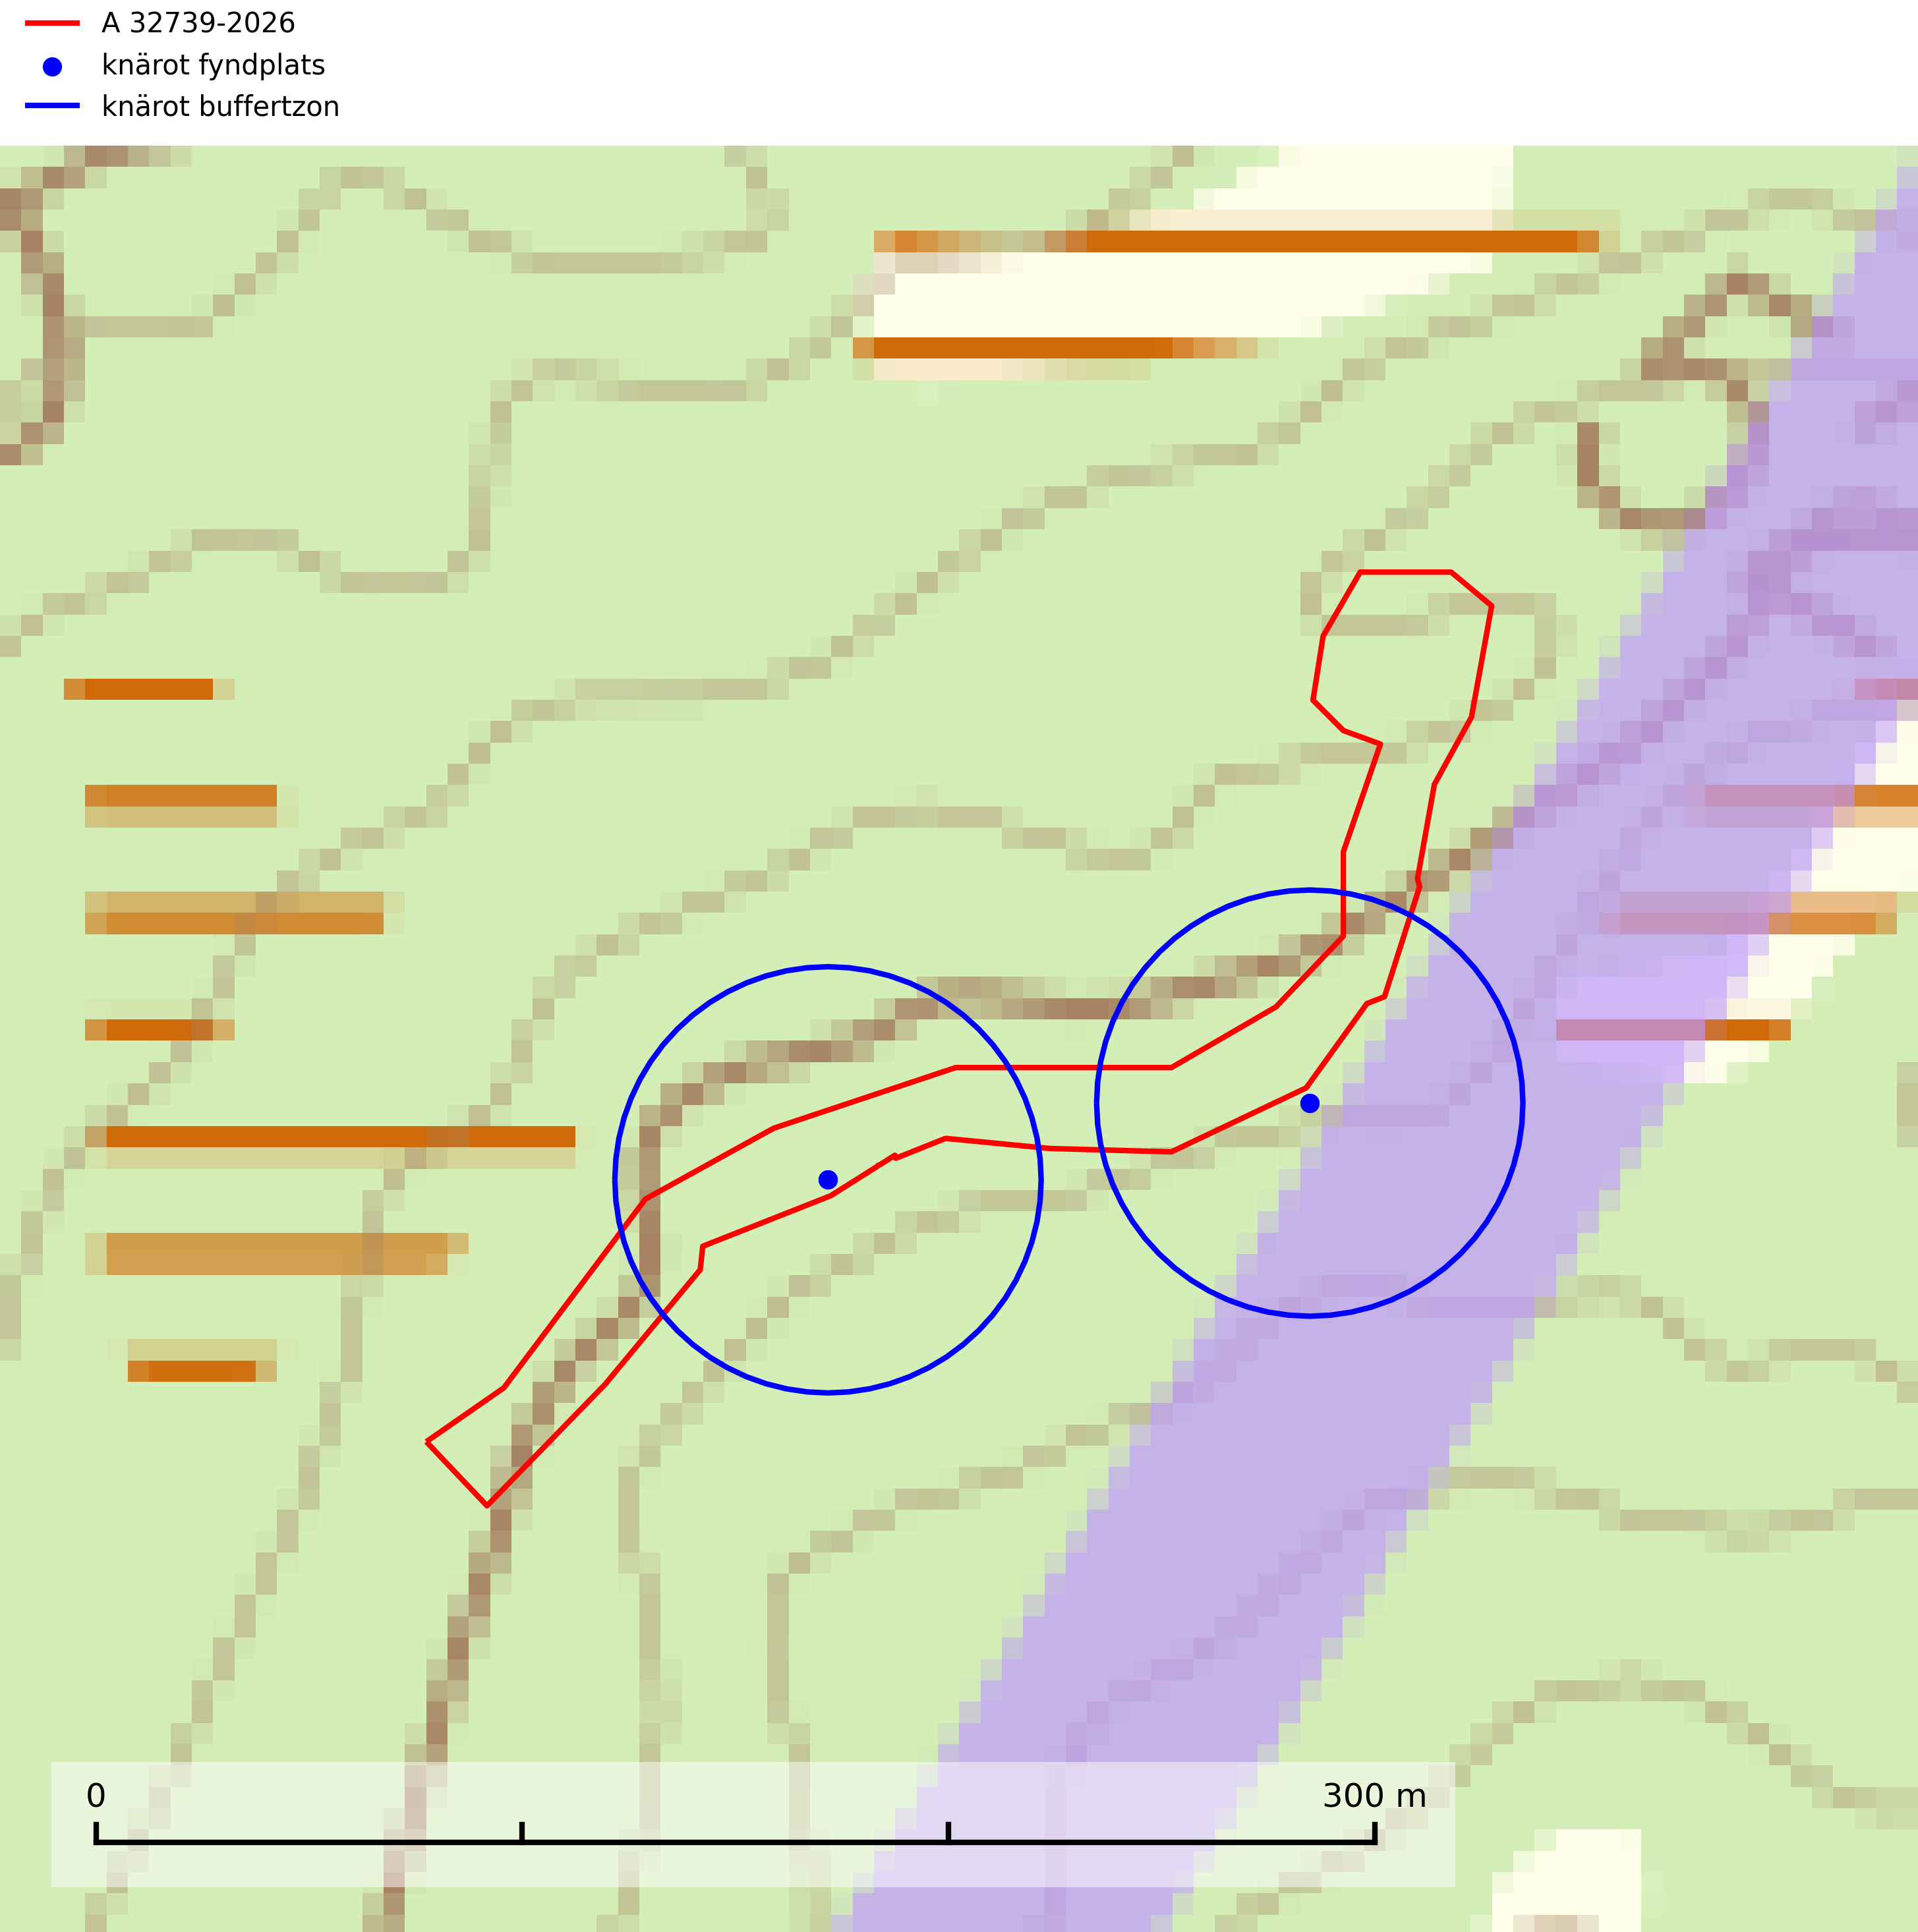 A 32739-2026
knärot fyndplats
knärot buffertzon
0 300 m